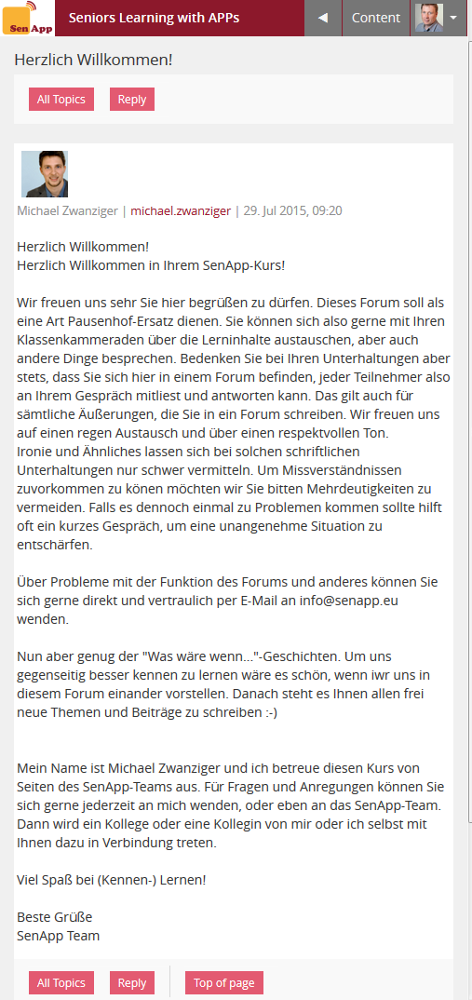 Sen App
Seniors Learning with APPs
Content
Herzlich Willkommen!
All Topics
Reply
Michael Zwanziger | michael.zwanziger | 29. Jul 2015, 09:20
Herzlich Willkommen!
Herzlich Willkommen in Ihrem SenApp-Kurs!
Wir freuen uns sehr Sie hier begrüßen zu dürfen. Dieses Forum soll als
eine Art Pausenhof-Ersatz dienen. Sie können sich also gerne mit Ihren
Klassenkammeraden über die Lerninhalte austauschen, aber auch
andere Dinge besprechen. Bedenken Sie bei Ihren Unterhaltungen aber
stets, dass Sie sich hier in einem Forum befinden, jeder Teilnehmer also
an Ihrem Gespräch mitliest und antworten kann. Das gilt auch für
sämtliche Äußerungen, die Sie in ein Forum schreiben. Wir freuen uns
auf einen regen Austausch und über einen respektvollen Ton.
Ironie und Ähnliches lassen sich bei solchen schriftlichen
Unterhaltungen nur schwer vermitteln. Um Missverständnissen
zuvorkommen zu könen möchten wir Sie bitten Mehrdeutigkeiten zu
vermeiden. Falls es dennoch einmal zu Problemen kommen sollte hilft
oft ein kurzes Gespräch, um eine unangenehme Situation zu
entschärfen.
Über Probleme mit der Funktion des Forums und anderes können Sie
sich gerne direkt und vertraulich per E-Mail an info@senapp.eu
wenden.
Nun aber genug der "Was wäre wenn..."-Geschichten. Um uns
gegenseitig besser kennen zu lernen wäre es schön, wenn iwr uns in
diesem Forum einander vorstellen. Danach steht es Ihnen allen frei
neue Themen und Beiträge zu schreiben :-)
Mein Name ist Michael Zwanziger und ich betreue diesen Kurs von
Seiten des SenApp-Teams aus. Für Fragen und Anregungen können Sie
sich gerne jederzeit an mich wenden, oder eben an das SenApp-Team.
Dann wird ein Kollege oder eine Kollegin von mir oder ich selbst mit
Ihnen dazu in Verbindung treten.
Viel Spaß bei (Kennen-) Lernen!
Beste Grüße
SenApp Team
All Topics
Reply
Top of page